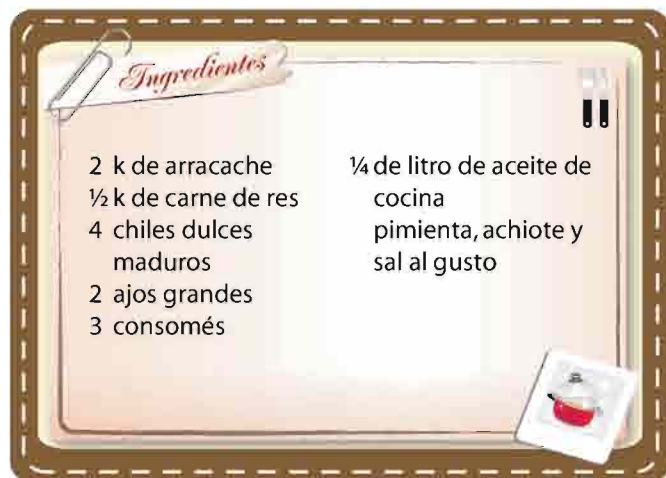 Ingredientes
2 k de arracache
½ k de carne de res
4 chiles dulces
maduros
2 ajos grandes
3 consomés
¼ de litro de aceite de
cocina
pimienta, achiote y
sal al gusto